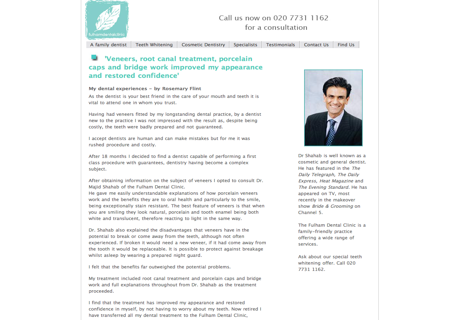 Call us now on 020 7731 1162
for a consultation
A family dentist
Teeth Whitening
Cosmetic Dentistry
Specialists
Testimonials
Contact Us
Find Us
'Veneers, root canal treatment, porcelain
caps and bridge work improved my appearance
and restored confidence'
My dental experiences - by Rosemary Flint
As the dentist is your best friend in the care of your mouth and teeth it is
vital to attend one in whom you trust.
Having had veneers fitted by my longstanding dental practice, by a dentist
new to the practice I was not impressed with the result as, despite being
costly, the teeth were badly prepared and not guaranteed.
I accept dentists are human and can make mistakes but for me it was
rushed procedure and costly.
After 18 months I decided to find a dentist capable of performing a first
class procedure with guarantees, dentistry having become a complex
subject.
After obtaining information on the subject of veneers I opted to consult Dr.
Majid Shahab of the Fulham Dental Clinic.
He gave me easily understandable explanations of how porcelain veneers
work and the benefits they are to oral health and particularly to the smile,
being exceptionally stain resistant. The best feature of veneers is that when
you are smiling they look natural, porcelain and tooth enamel being both
white and translucent, therefore reacting to light in the same way.
Dr. Shahab also explained the disadvantages that veneers have in the
potential to break or come away from the teeth, although not often
experienced. If broken it would need a new veneer, if it had come away from
the tooth it would be replaceable. It is possible to protect against breakage
whilst asleep by wearing a prepared night guard.
I felt that the benefits far outweighed the potential problems.
My treatment included root canal treatment and porcelain caps and bridge
work and full explanations throughout from Dr. Shahab as the treatment
proceeded.
I find that the treatment has improved my appearance and restored
confidence in myself, by not having to worry about my teeth. Now retired I
have transferred all my dental treatment to the Fulham Dental Clinic,
Dr Shahab is well known as a
cosmetic and general dentist.
He has featured in the The
Daily Telegraph, The Daily
Express, Heat Magazine and
The Evening Standard. He has
appeared on TV, most
recently in the makeover
show Bride & Grooming on
Channel 5.
The Fulham Dental Clinic is a
family-friendly practice
offering a wide range of
services.
Ask about our special teeth
whitening offer. Call 020
7731 1162.